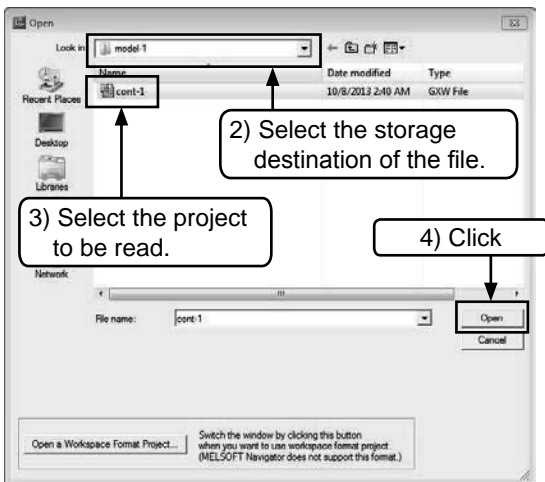 Open
Look in
model-1
Name
Date modified
Type
Recent Places
cont-1
10/8/2013 2:40 AM
GXW File
2) Select the storage
destination of the file.
Desktop
Libraries
3) Select the project
to be read.
4) Click
Network
File name:
cont-1
Open
Cancel
Open a Workspace Format Project...
Switch the window by clicking this button
when you want to use workspace format project.
(MELSOFT Navigator does not support this format.)